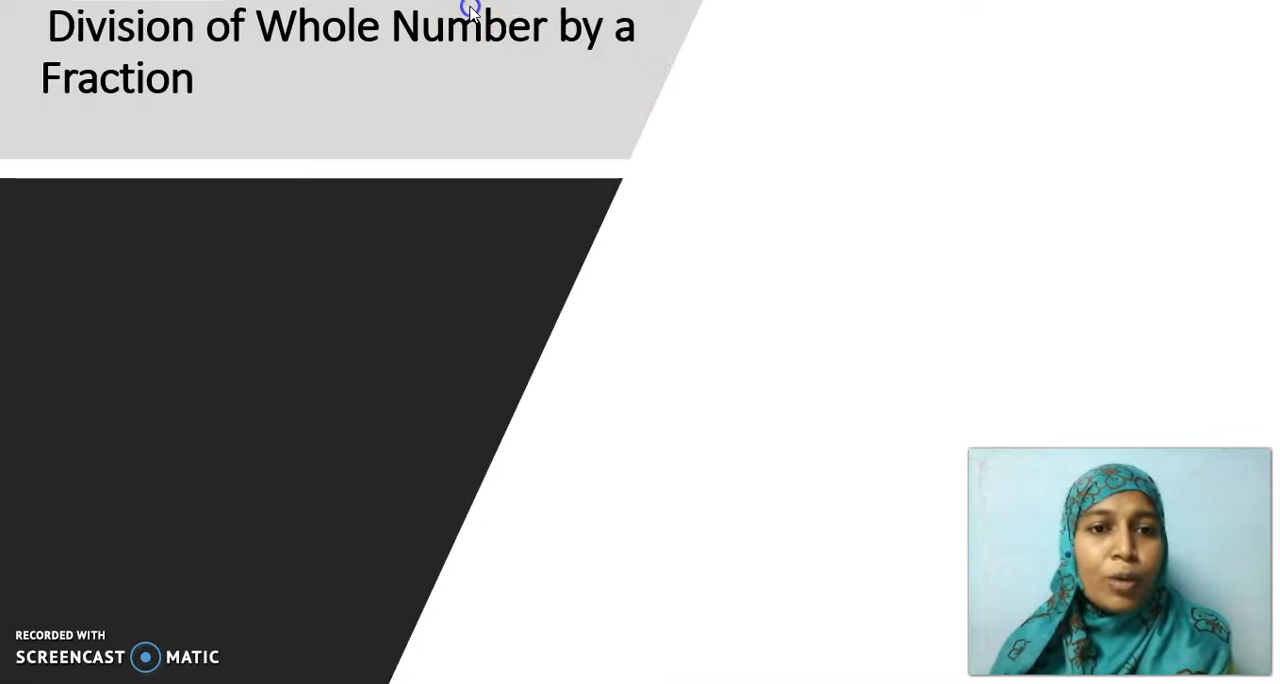 Division of Whole Number by a
Fraction
RECORDED WITH
SCREENCAST MATIC